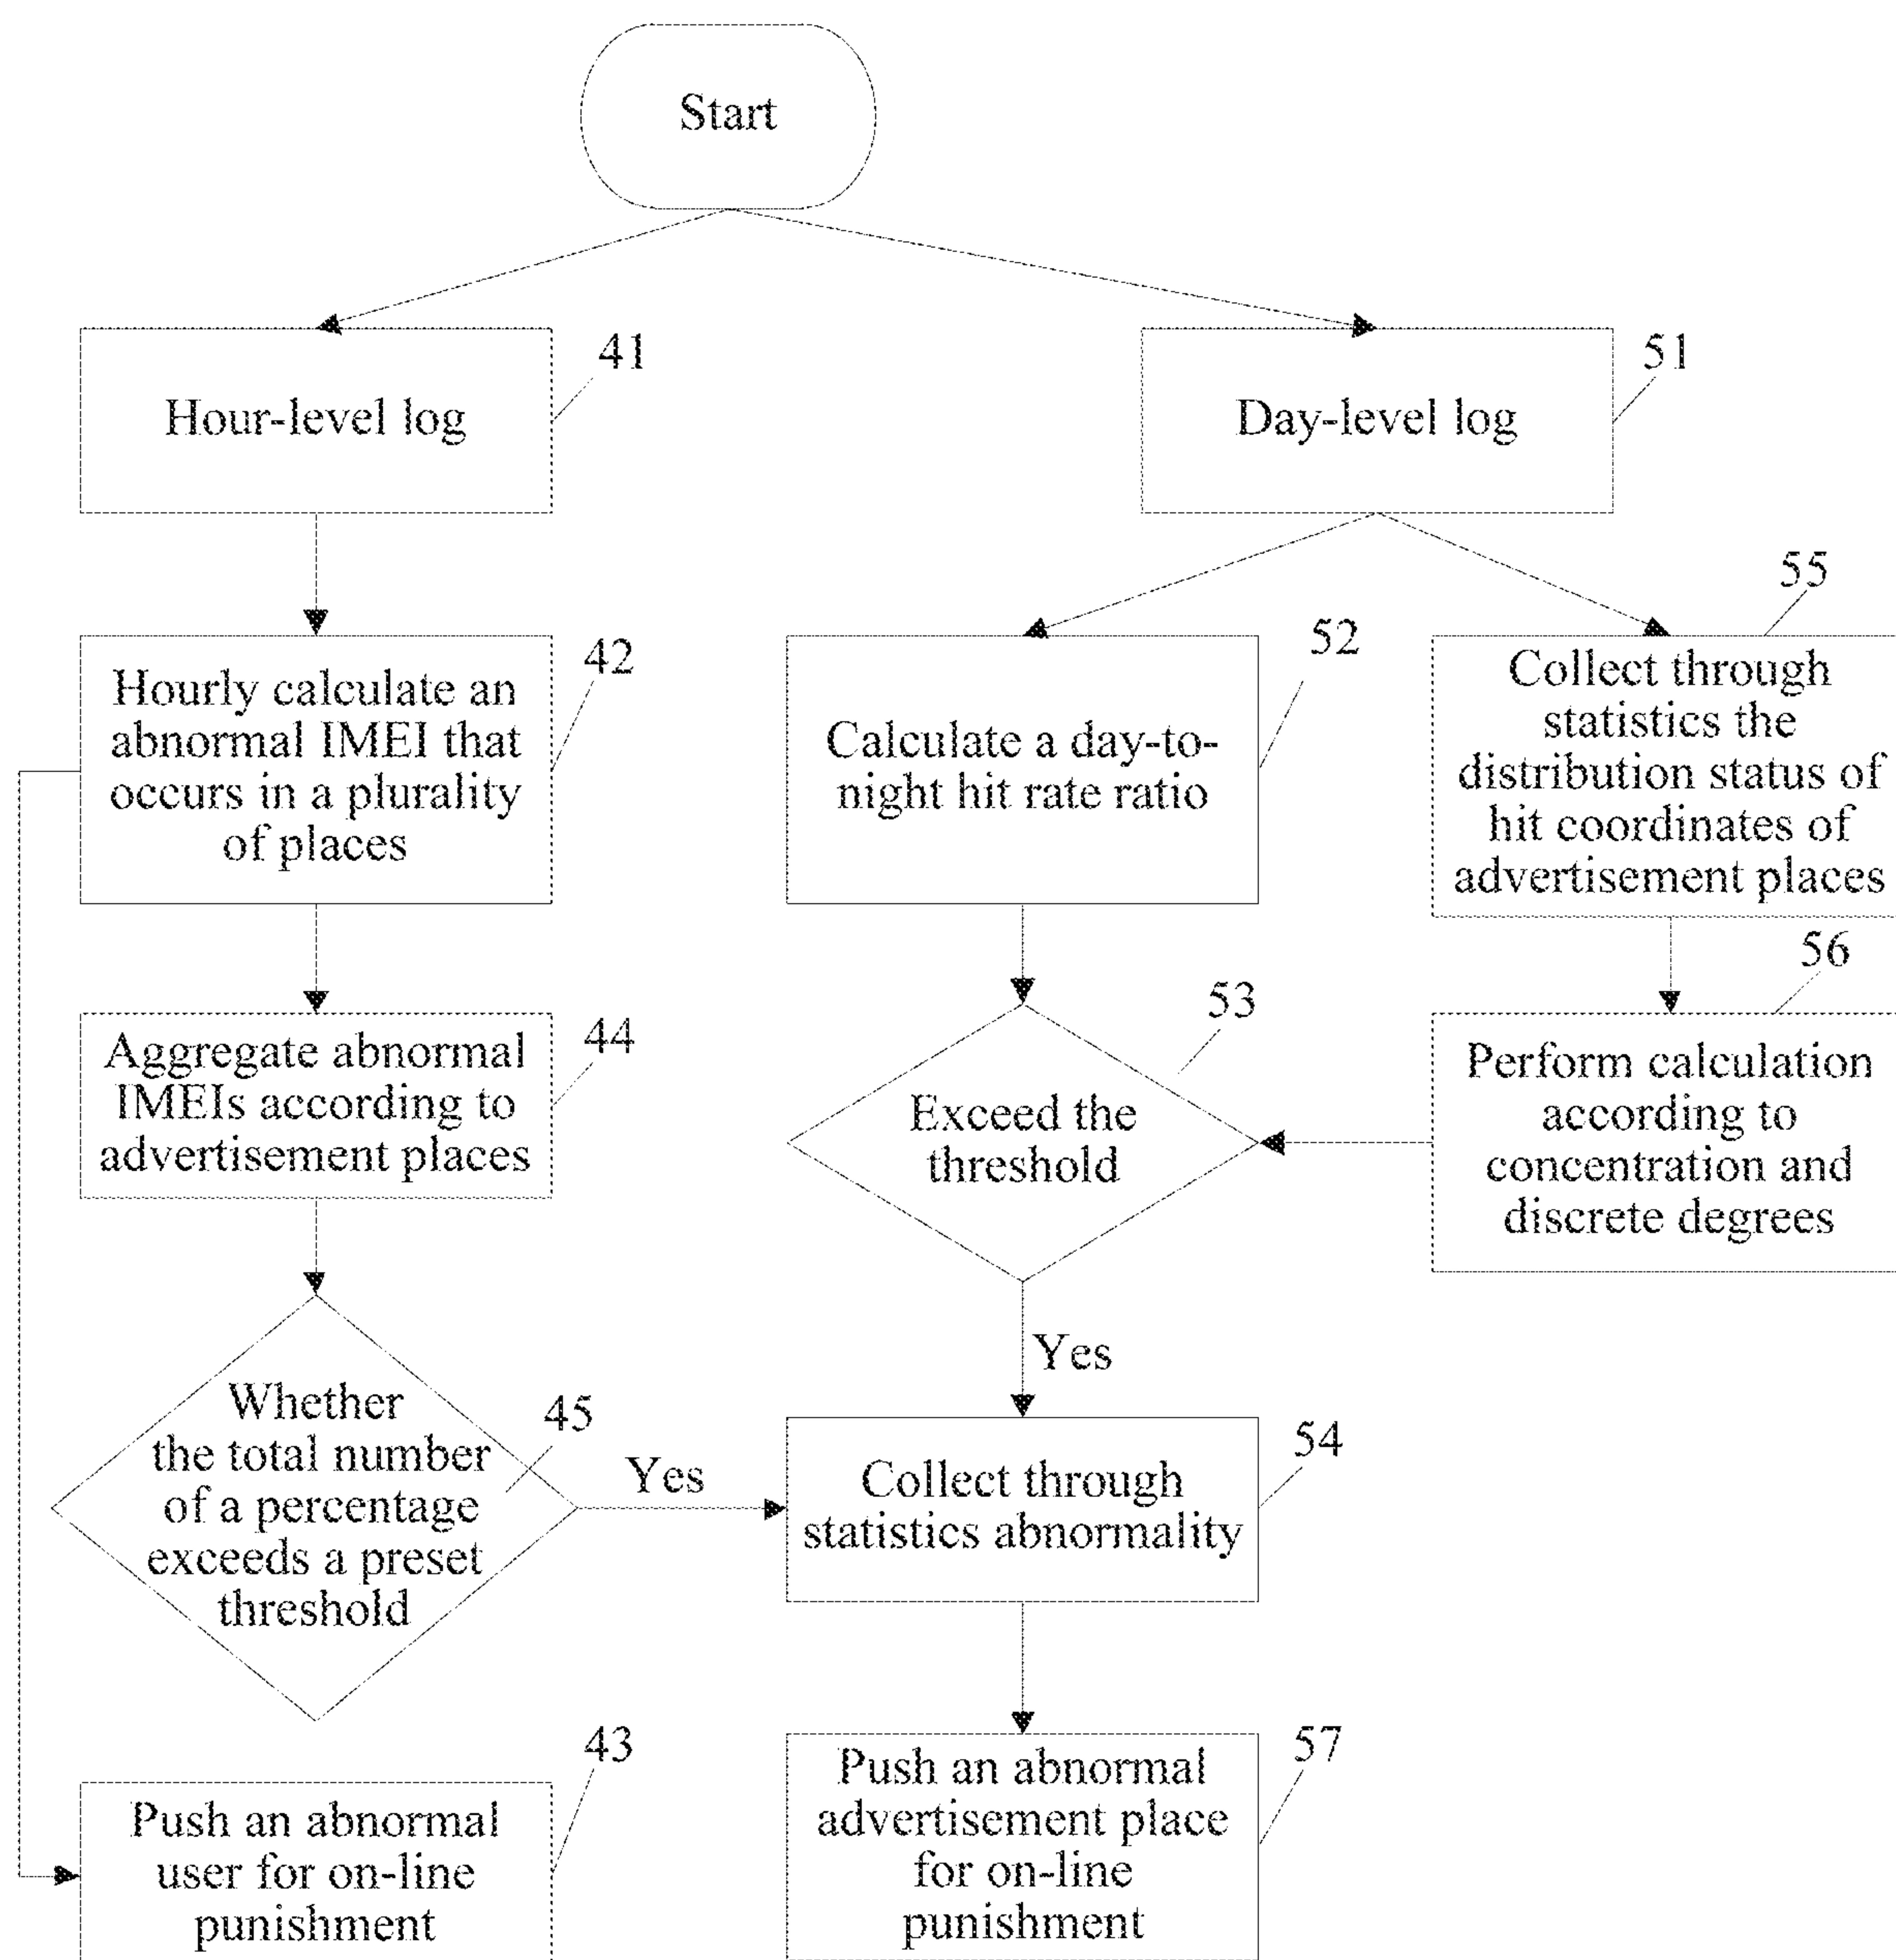 Start
Hour-level log
41
Day-level log
51
Hourly calculate an
abnormal IMEI that
occurs in a plurality
of places
42
Calculate a day-to-
night hit rate ratio
52
Collect through
statistics the
distribution status of
hit coordinates of
advertisement places
55
Aggregate abnormal
IMEIs according to
advertisement places
44
Exceed the
threshold
53
Perform calculation
according to
concentration and
discrete degrees
56
Whether
the total number
of a percentage
exceeds a preset
threshold
45
Yes
Yes
Collect through
statistics abnormality
54
Push an abnormal
user for on-line
punishment
43
Push an abnormal
advertisement place
for on-line
punishment
57